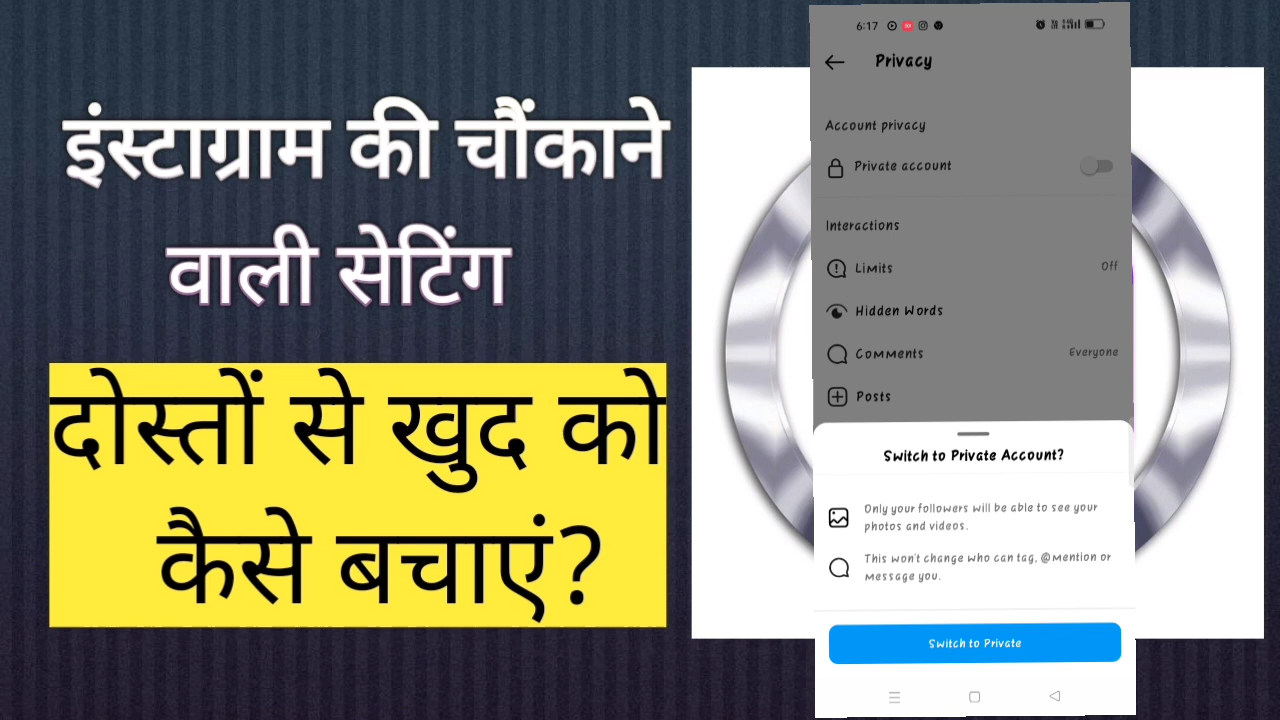 इंस्टाग्राम की चौंकाने
वाली सेटिंग
दोस्तों से खुद को
कैसे बचाएं?
6:17
Privacy
Account privacy
Private account
Interactions
Limits
Off
Hidden Words
Comments
Everyone
Posts
Switch to Private Account?
Only your followers will be able to see your
photos and videos.
This won't change who can tag, @mention or
message you.
Switch to Private